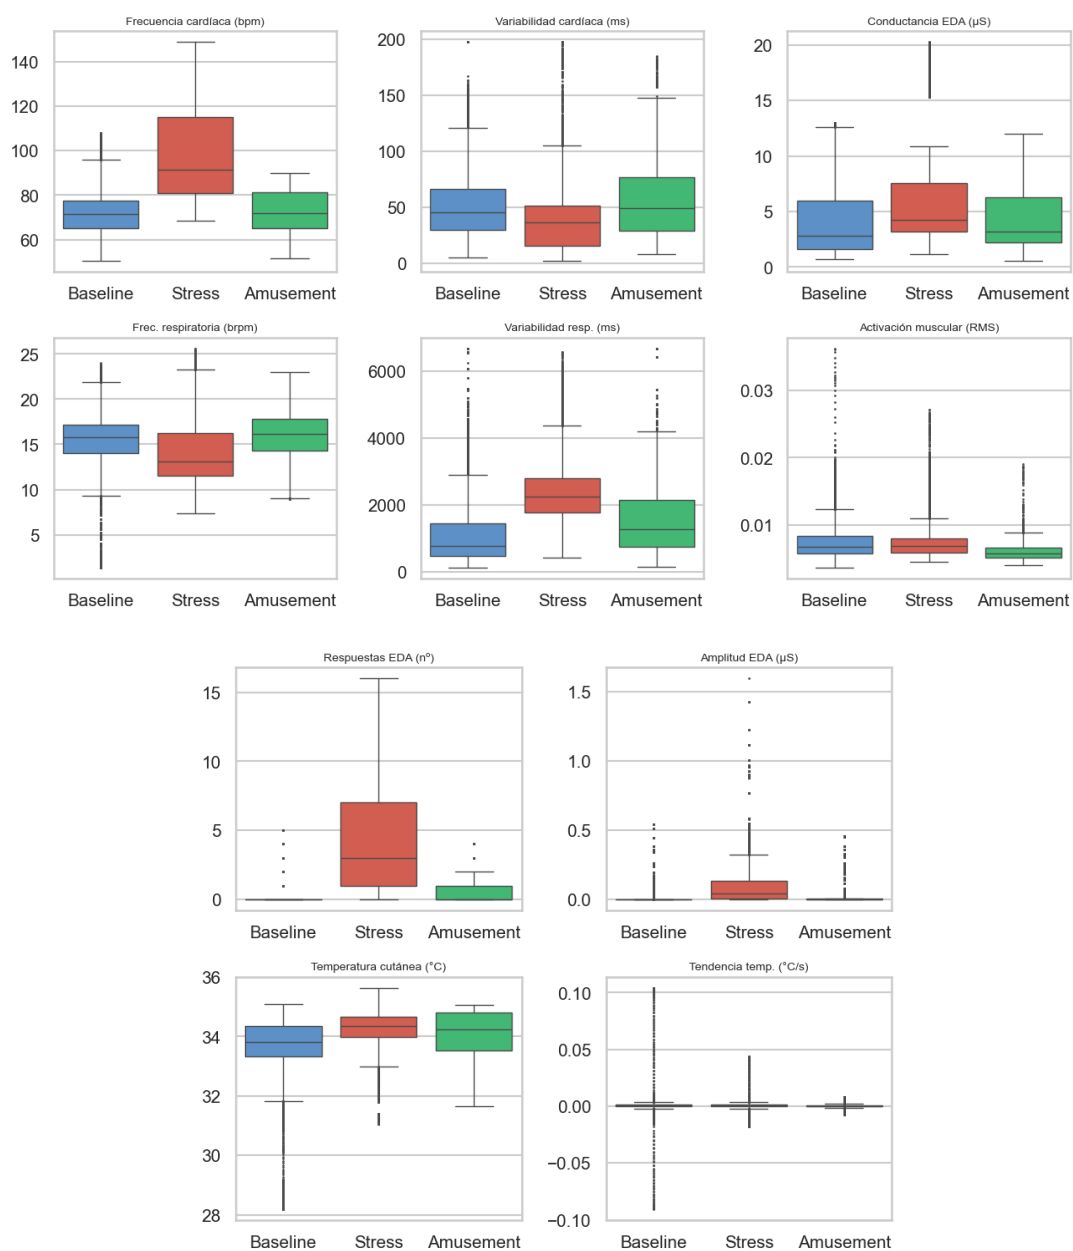 Frecuencia cardíaca (bpm)
140
120
100
80
60
Baseline Stress Amusement
Variabilidad cardíaca (ms)
200
150
100
50
0
Baseline Stress Amusement
Conductancia EDA (µS)
20
15
10
5
0
Baseline Stress Amusement
Frec. respiratoria (brpm)
25
20
15
10
5
Baseline Stress Amusement
Variabilidad resp. (ms)
6000
4000
2000
0
Baseline Stress Amusement
Activación muscular (RMS)
0.03
0.02
0.01
Baseline Stress Amusement
Respuestas EDA (nº)
15
10
5
0
Baseline Stress Amusement
Amplitud EDA (µS)
1.5
1.0
0.5
0.0
Baseline Stress Amusement
Temperatura cutánea (°C)
36
34
32
30
28
Baseline Stress Amusement
Tendencia temp. (°C/s)
0.10
0.05
0.00
−0.05
−0.10
Baseline Stress Amusement